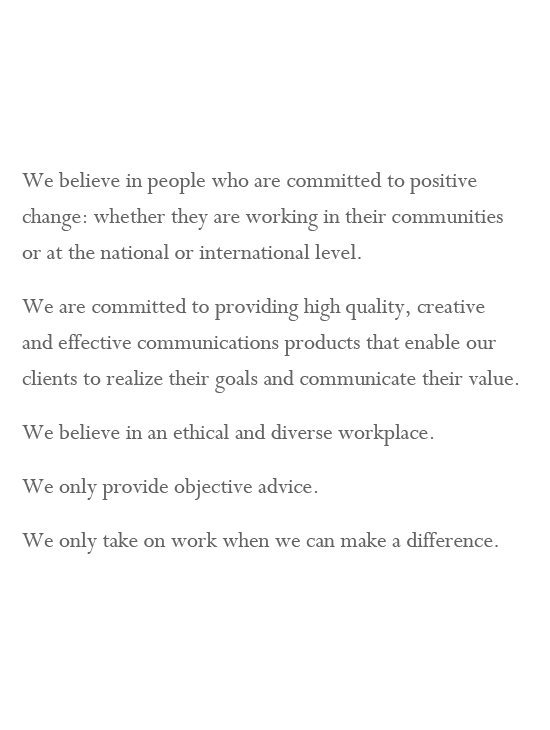 We believe in people who are committed to positive
change: whether they are working in their communities
or at the national or international level.
We are committed to providing high quality, creative
and effective communications products that enable our
clients to realize their goals and communicate their value.
We believe in an ethical and diverse workplace.
We only provide objective advice.
We only take on work when we can make a difference.